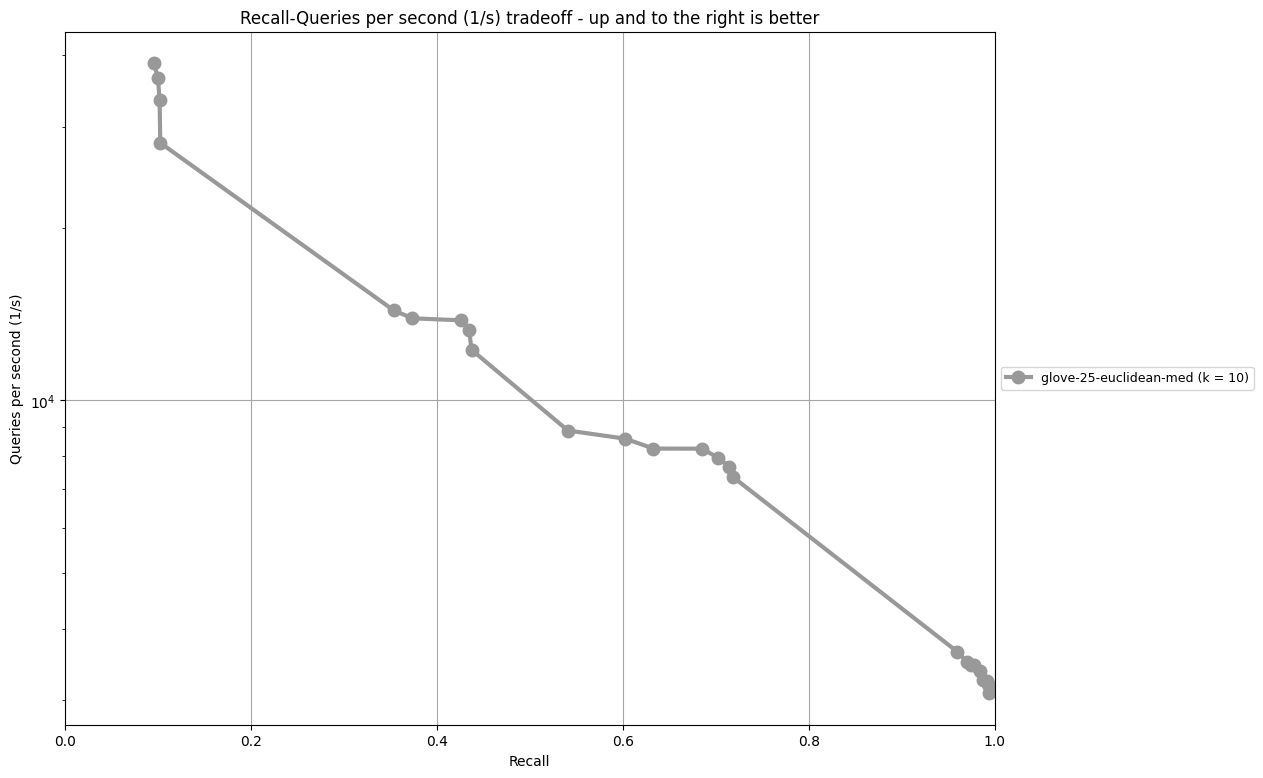 Recall-Queries per second (1/s) tradeoff - up and to the right is better
Queries per second (1/s)
10⁴
glove-25-euclidean-med (k = 10)
0.0 0.2 0.4 0.6 0.8 1.0
Recall